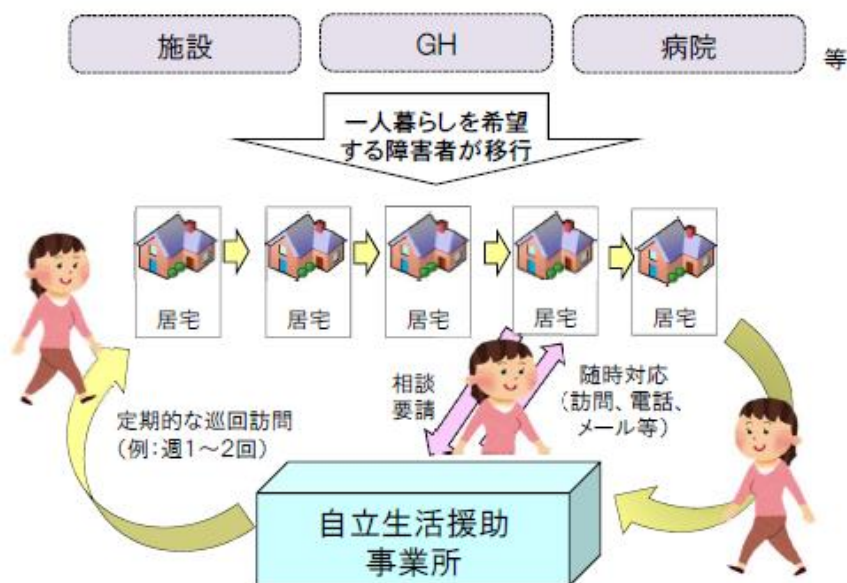 施設
GH
病院
等
一人暮らしを希望
する障害者が移行
居宅
居宅
居宅
居宅
居宅
定期的な巡回訪問
(例:週1~2回)
相談
要請
随時対応
(訪問、電話、
メール等)
自立生活援助
事業所